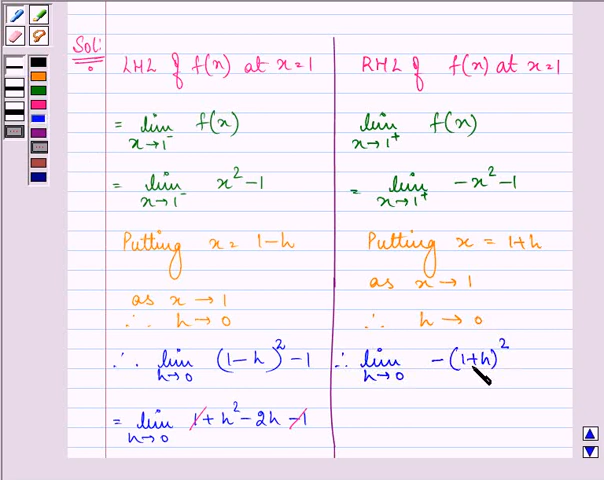 Sol:
LHL of f(x) at x=1
= lim x→1⁻ f(x)
= lim x→1⁻ x²-1
Putting x = 1-h
as x → 1
∴ h → 0
∴ lim h→0 (1-h)²-1
= lim h→0 1+h²-2h-1
RHL of f(x) at x=1
lim x→1⁺ f(x)
= lim x→1⁺ -x²-1
Putting x = 1+h
as x → 1
∴ h → 0
∴ lim h→0 -(1+h)²